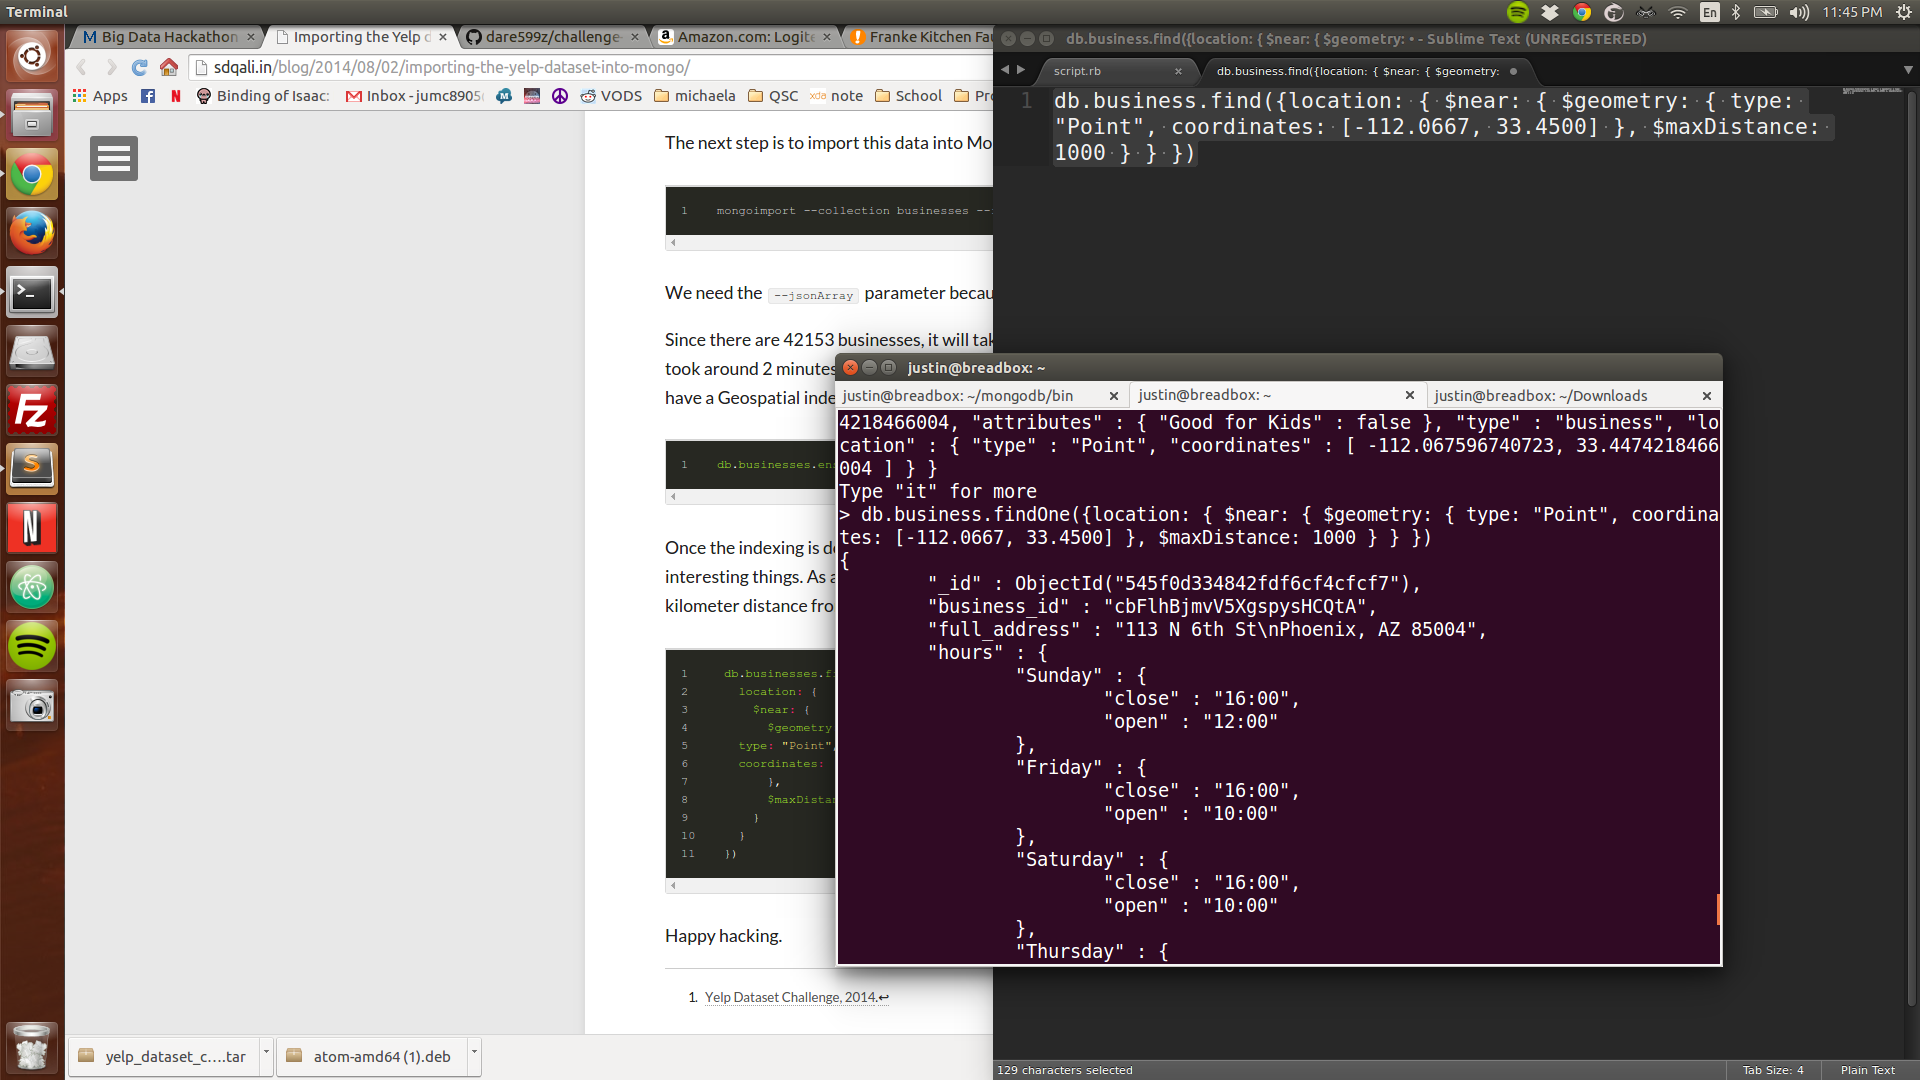 Terminal
En
11:45 PM
Big Data Hackathon
Importing the Yelp d
dare599z/challenge-
Amazon.com: Logite
Franke Kitchen Fau
sdqali.in/blog/2014/08/02/importing-the-yelp-dataset-into-mongo/
Apps
Binding of Isaac:
Inbox - jumc8905
VODS
michaela
QSC
note
School
Pro
The next step is to import this data into Mo
1 mongoimport --collection businesses --
We need the --jsonArray parameter becau
Since there are 42153 businesses, it will tak
took around 2 minutes
have a Geospatial inde
1 db.businesses.en
Once the indexing is d
interesting things. As a
kilometer distance fro
1 db.businesses.f
2 location: {
3 $near: {
4 $geometry
5 type: "Point",
6 coordinates:
7 },
8 $maxDistan
9 }
10 }
11 })
Happy hacking.
1. Yelp Dataset Challenge, 2014.↩
yelp_dataset_c....tar
atom-amd64 (1).deb
db.business.find({location: { $near: { $geometry: • - Sublime Text (UNREGISTERED)
script.rb
db.business.find({location: { $near: { $geometry:
1 db.business.find({location: { $near: { $geometry: { type:
"Point", coordinates: [-112.0667, 33.4500] }, $maxDistance:
1000 } } })
justin@breadbox: ~
justin@breadbox: ~/mongodb/bin
justin@breadbox: ~
justin@breadbox: ~/Downloads
4218466004, "attributes" : { "Good for Kids" : false }, "type" : "business", "lo
cation" : { "type" : "Point", "coordinates" : [ -112.067596740723, 33.4474218466
004 ] } }
Type "it" for more
> db.business.findOne({location: { $near: { $geometry: { type: "Point", coordina
tes: [-112.0667, 33.4500] }, $maxDistance: 1000 } } })
{
"_id" : ObjectId("545f0d334842fdf6cf4cfcf7"),
"business_id" : "cbFlhBjmvV5XgspysHCQtA",
"full_address" : "113 N 6th St\nPhoenix, AZ 85004",
"hours" : {
"Sunday" : {
"close" : "16:00",
"open" : "12:00"
},
"Friday" : {
"close" : "16:00",
"open" : "10:00"
},
"Saturday" : {
"close" : "16:00",
"open" : "10:00"
},
"Thursday" : {
129 characters selected
Tab Size: 4
Plain Text